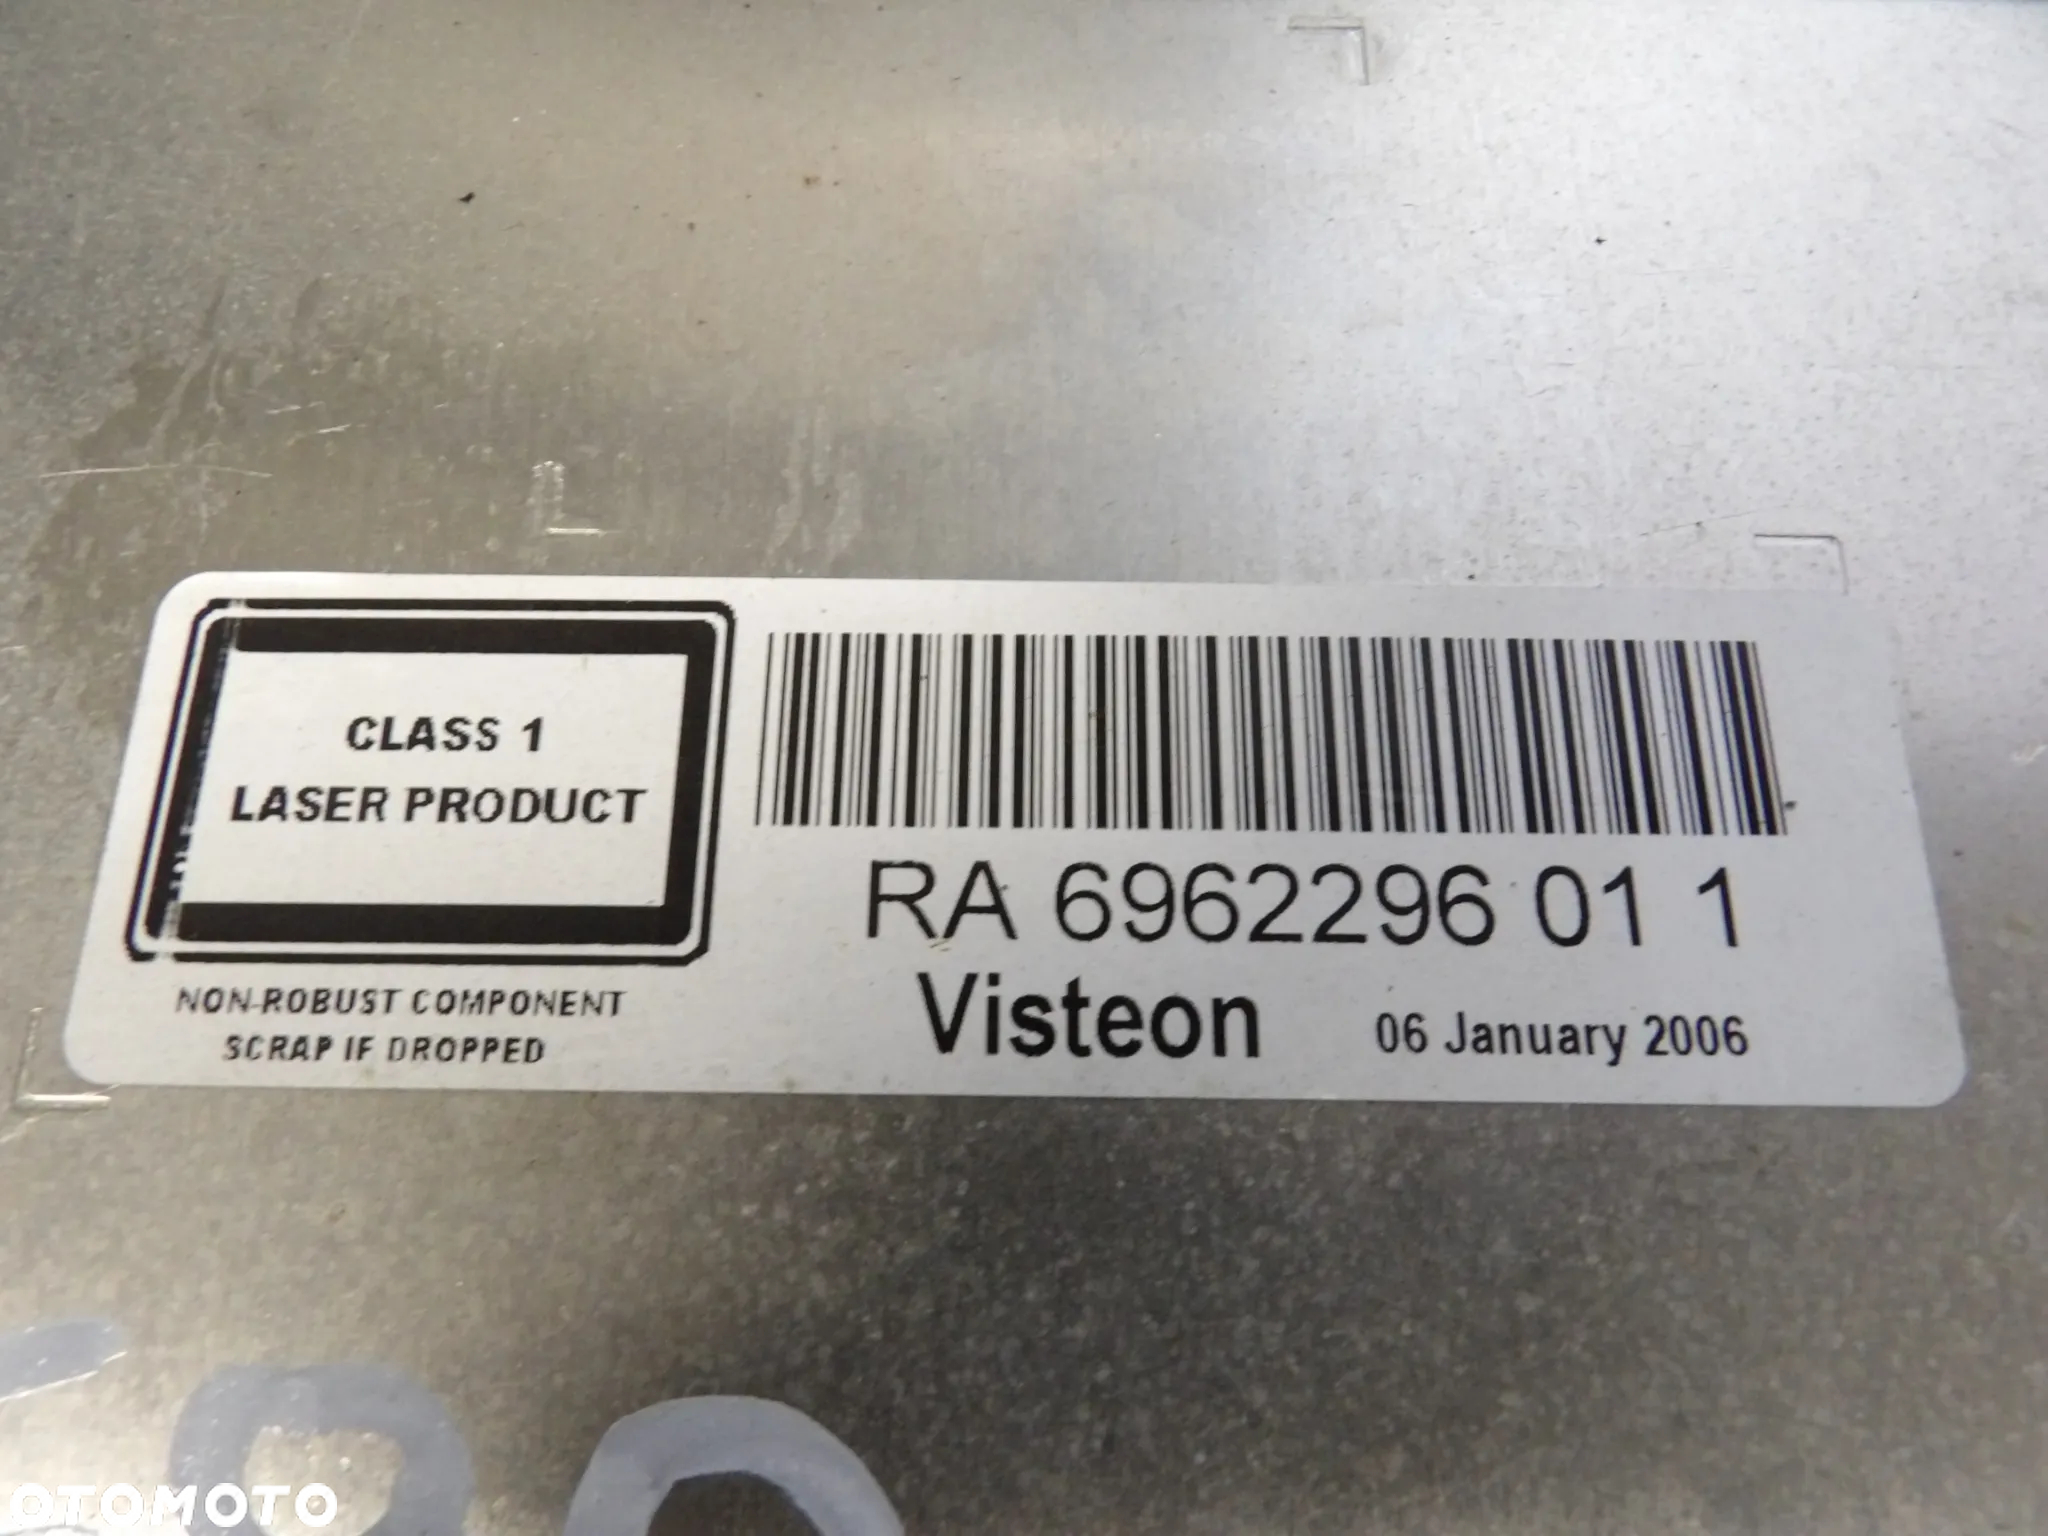 CLASS 1
LASER PRODUCT
NON-ROBUST COMPONENT
SCRAP IF DROPPED
RA 6962296 01 1
Visteon 06 January 2006
OTOMOTO